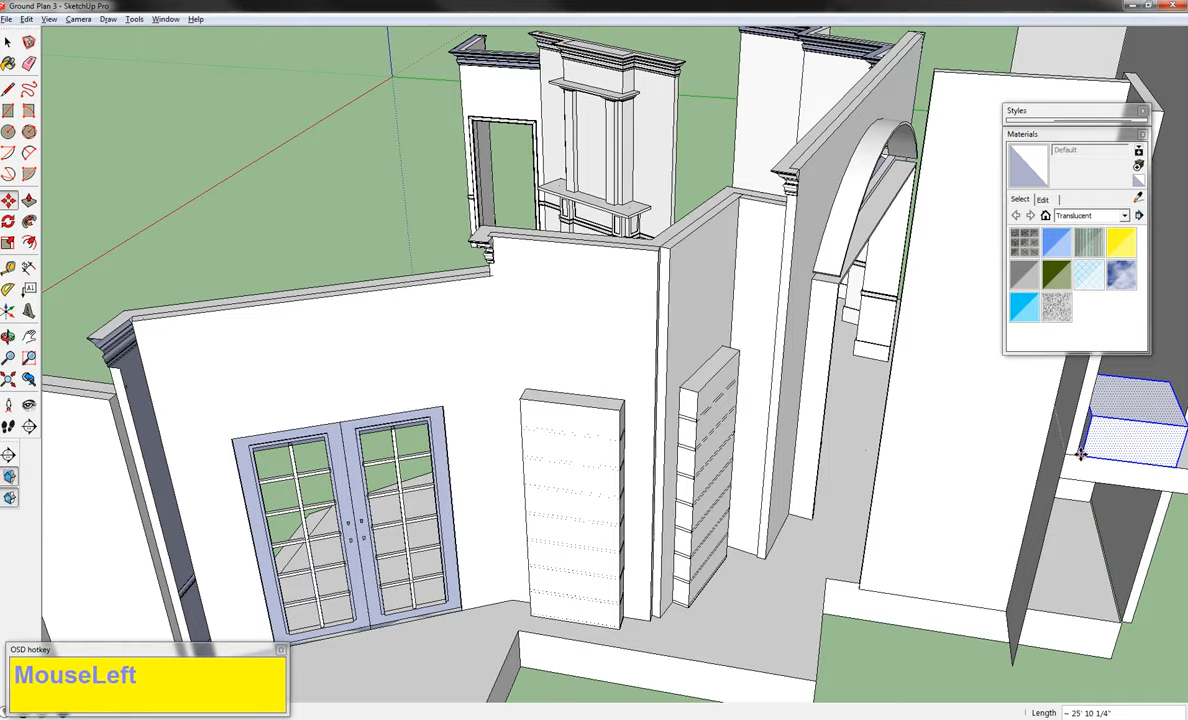 Ground Plan 3 - SketchUp Pro
File Edit View Camera Draw Tools Window Help
Styles
Materials
Default
Select Edit
Translucent
OSD hotkey
MouseLeft
Length ~ 25' 10 1/4"